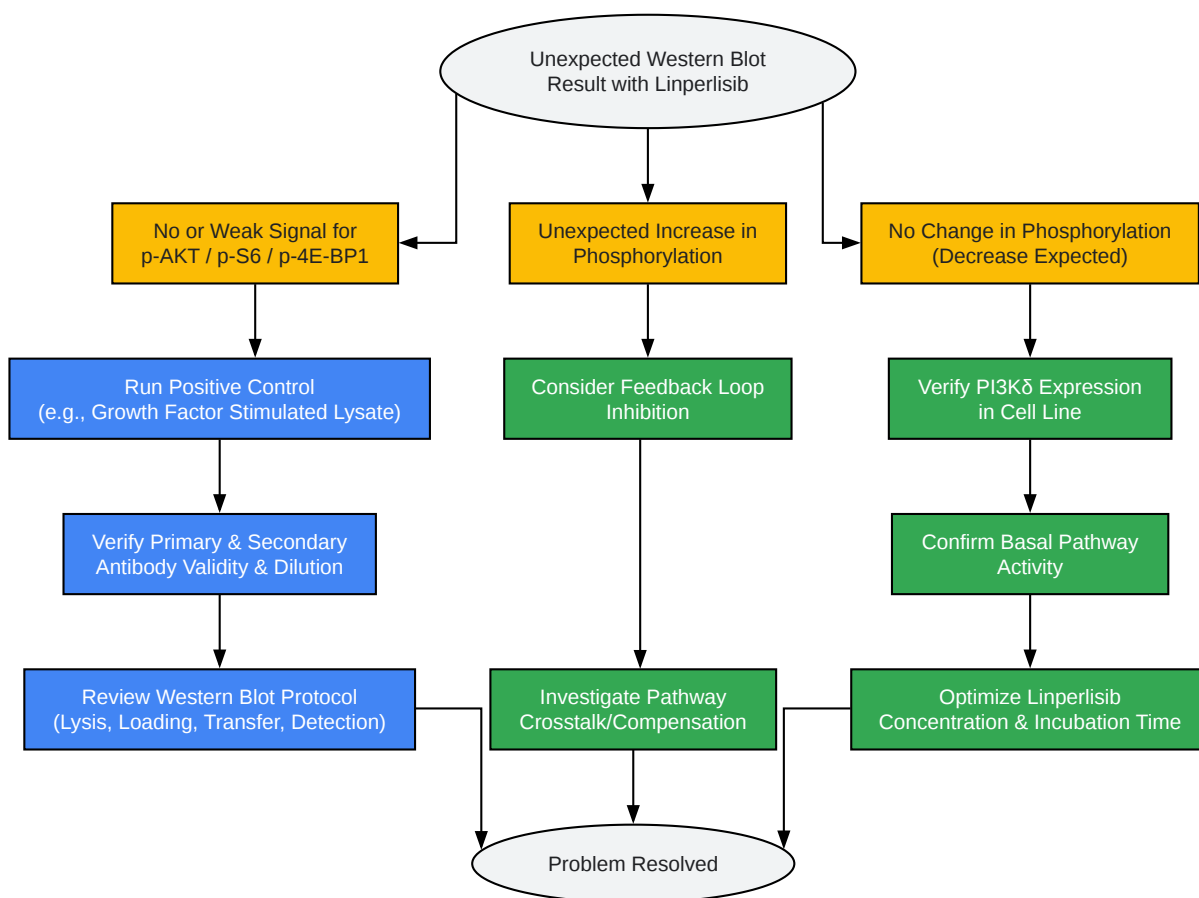 Unexpected Western Blot
Result with Linperlisib
No or Weak Signal for
p-AKT / p-S6 / p-4E-BP1
Unexpected Increase in
Phosphorylation
No Change in Phosphorylation
(Decrease Expected)
Run Positive Control
(e.g., Growth Factor Stimulated Lysate)
Consider Feedback Loop
Inhibition
Verify PI3Kδ Expression
in Cell Line
Verify Primary & Secondary
Antibody Validity & Dilution
Confirm Basal Pathway
Activity
Review Western Blot Protocol
(Lysis, Loading, Transfer, Detection)
Investigate Pathway
Crosstalk/Compensation
Optimize Linperlisib
Concentration & Incubation Time
Problem Resolved